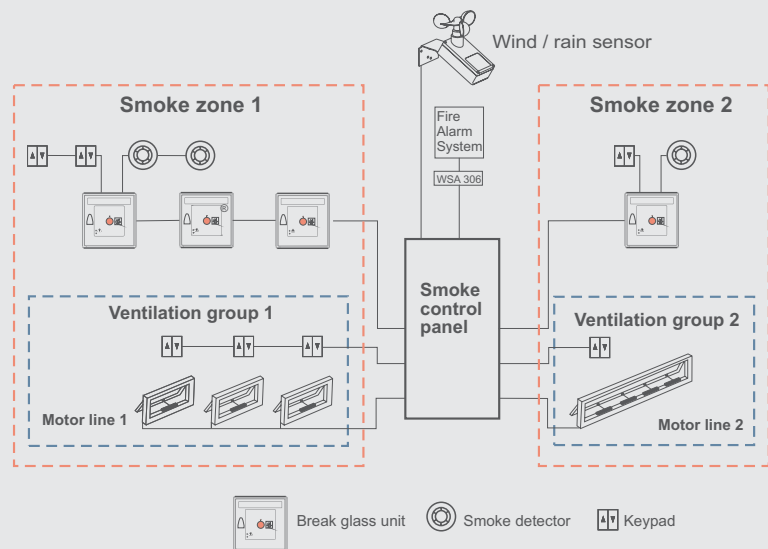 Wind / rain sensor
Smoke zone 1
Smoke zone 2
Fire
Alarm
System
WSA 306
Smoke
control
panel
Ventilation group 1
Ventilation group 2
Motor line 1
Motor line 2
Break glass unit
Smoke detector
Keypad